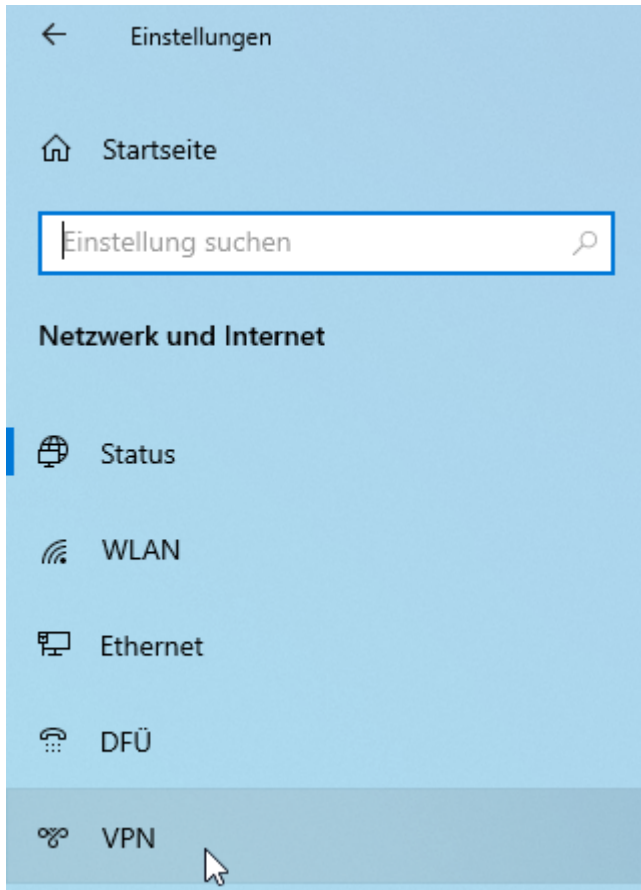 Einstellungen
Startseite
Einstellung suchen
Netzwerk und Internet
Status
WLAN
Ethernet
DFÜ
VPN